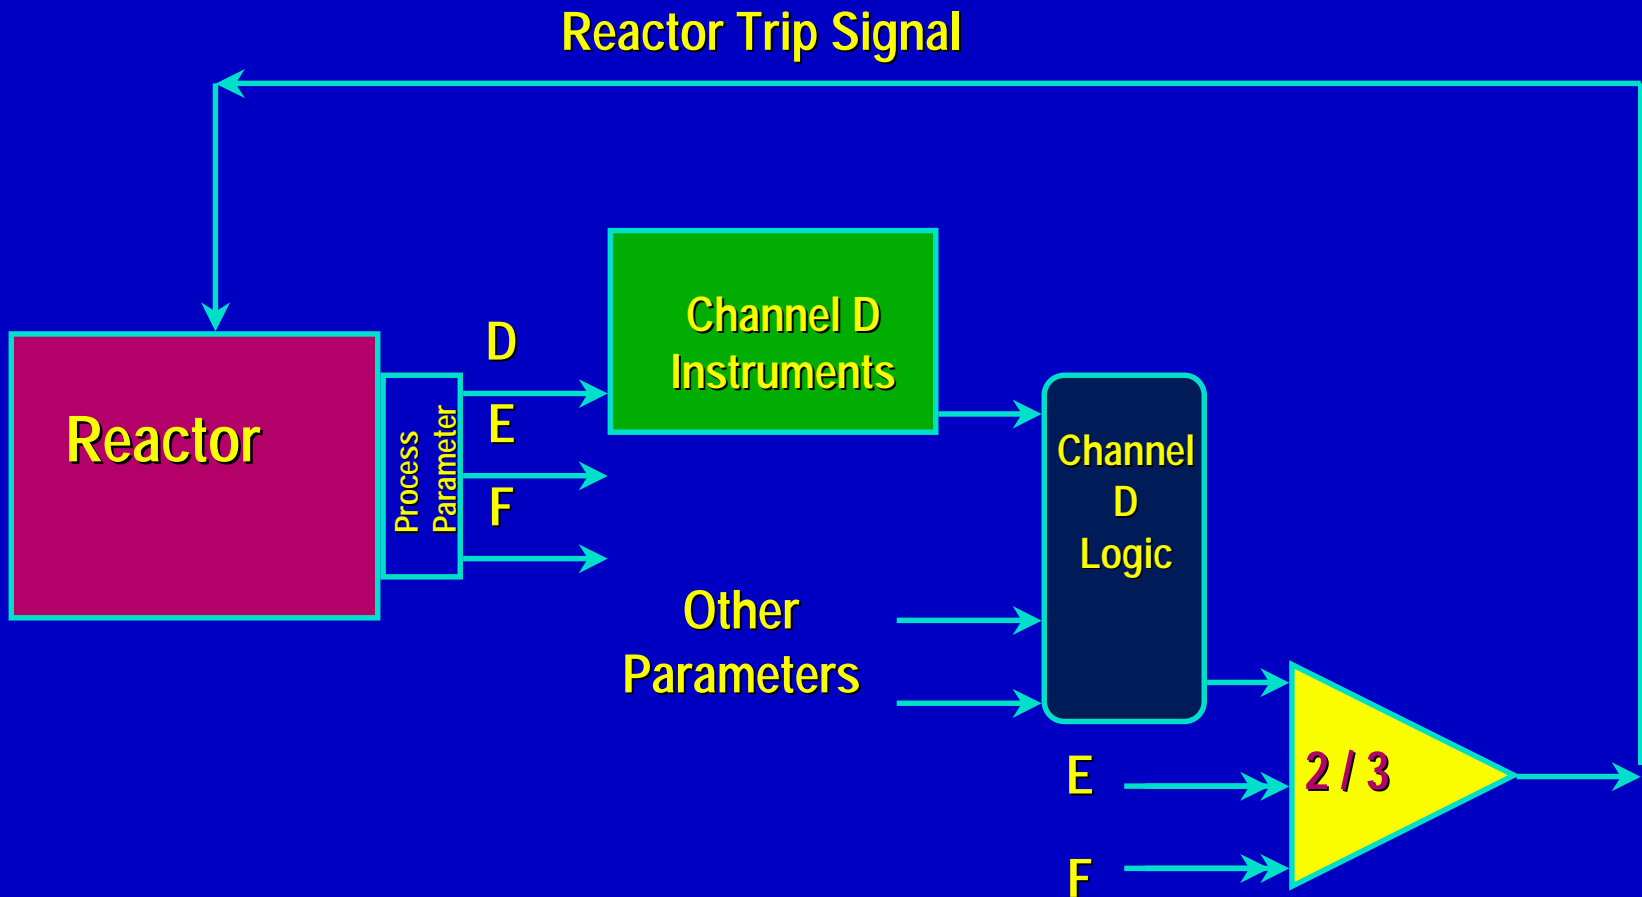 Reactor Trip Signal
Channel D
Instruments
D
E
F
Reactor
Process
Parameter
Channel
D
Logic
Other
Parameters
E
F
2 / 3